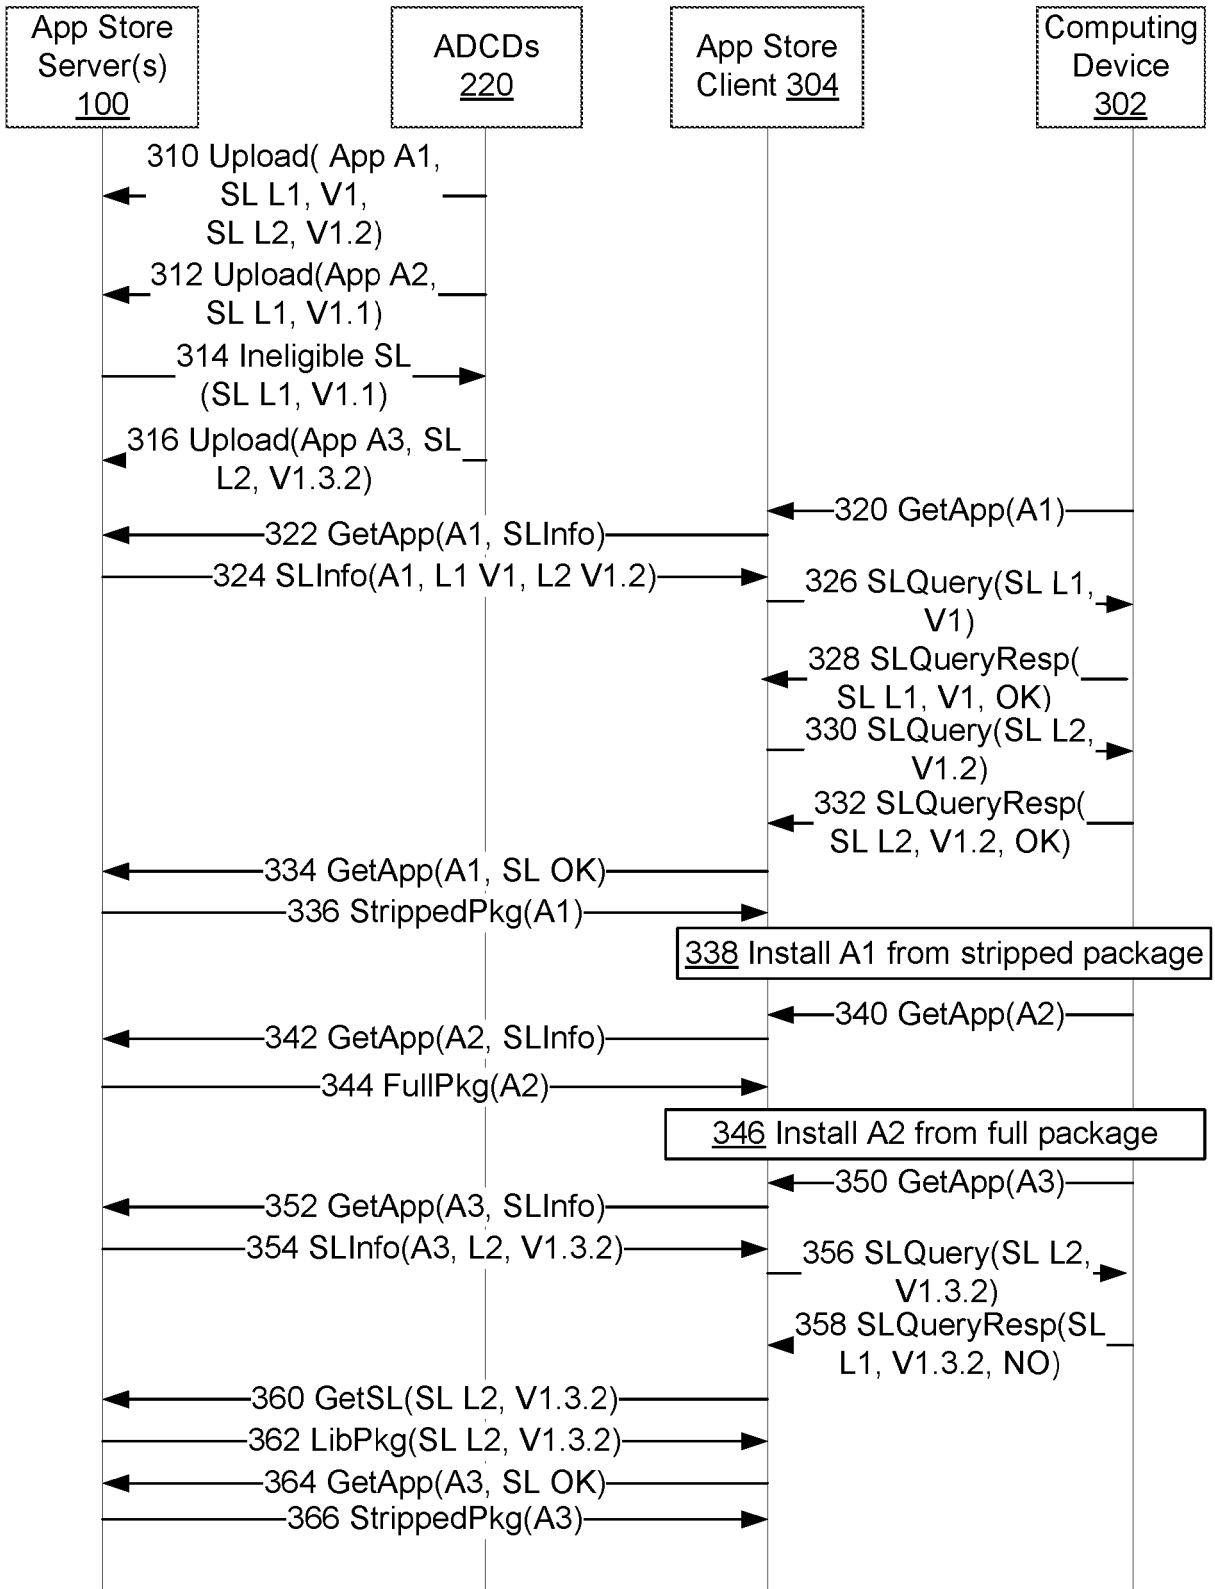 App Store
Server(s)
100
ADCDs
220
App Store
Client 304
Computing
Device
302
310 Upload( App A1,
SL L1, V1,
SL L2, V1.2)
312 Upload(App A2,
SL L1, V1.1)
314 Ineligible SL
(SL L1, V1.1)
316 Upload(App A3, SL
L2, V1.3.2)
320 GetApp(A1)
322 GetApp(A1, SLInfo)
324 SLInfo(A1, L1 V1, L2 V1.2)
326 SLQuery(SL L1,
V1)
328 SLQueryResp(
SL L1, V1, OK)
330 SLQuery(SL L2,
V1.2)
332 SLQueryResp(
SL L2, V1.2, OK)
334 GetApp(A1, SL OK)
336 StrippedPkg(A1)
338 Install A1 from stripped package
340 GetApp(A2)
342 GetApp(A2, SLInfo)
344 FullPkg(A2)
346 Install A2 from full package
350 GetApp(A3)
352 GetApp(A3, SLInfo)
354 SLInfo(A3, L2, V1.3.2)
356 SLQuery(SL L2,
V1.3.2)
358 SLQueryResp(SL
L1, V1.3.2, NO)
360 GetSL(SL L2, V1.3.2)
362 LibPkg(SL L2, V1.3.2)
364 GetApp(A3, SL OK)
366 StrippedPkg(A3)